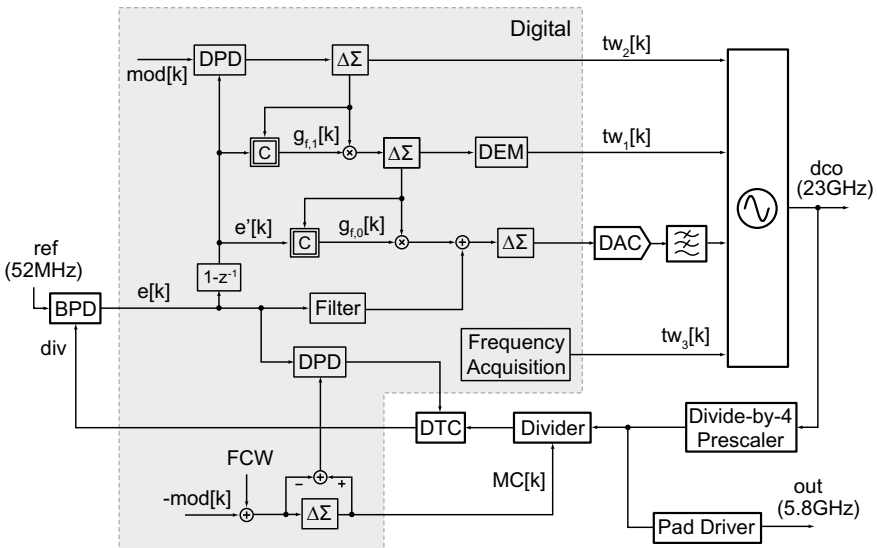 Digital
mod[k]
DPD
ΔΣ
tw2[k]
C
gf,1[k]
×
ΔΣ
DEM
tw1[k]
dco
(23GHz)
e'[k]
C
gf,0[k]
×
+
ΔΣ
DAC
ref
(52MHz)
1-z-1
BPD
e[k]
Filter
div
Frequency
Acquisition
tw3[k]
DPD
DTC
Divider
Divide-by-4
Prescaler
FCW
-mod[k]
+
−
+
+
ΔΣ
MC[k]
out
(5.8GHz)
Pad Driver